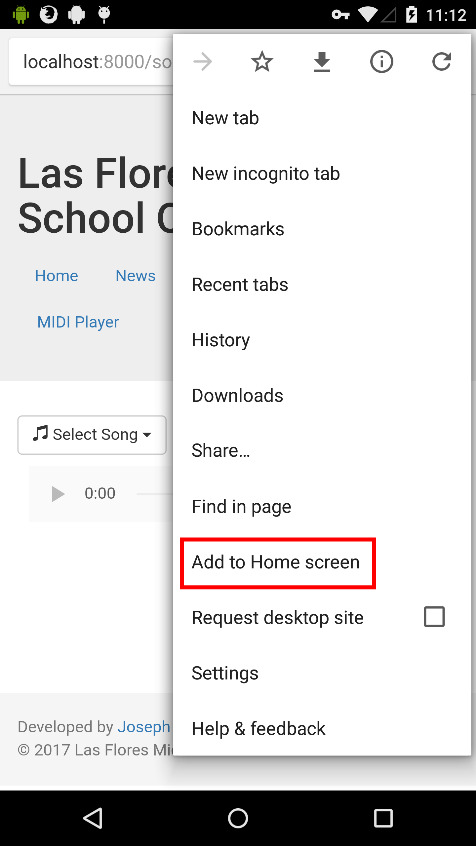 11:12
localhost:8000/so
New tab
New incognito tab
Bookmarks
Recent tabs
History
Downloads
Share...
Find in page
Add to Home screen
Request desktop site
Settings
Help & feedback
Las Flore
School C
Home News
MIDI Player
Select Song
0:00
Developed by Joseph
© 2017 Las Flores Mi